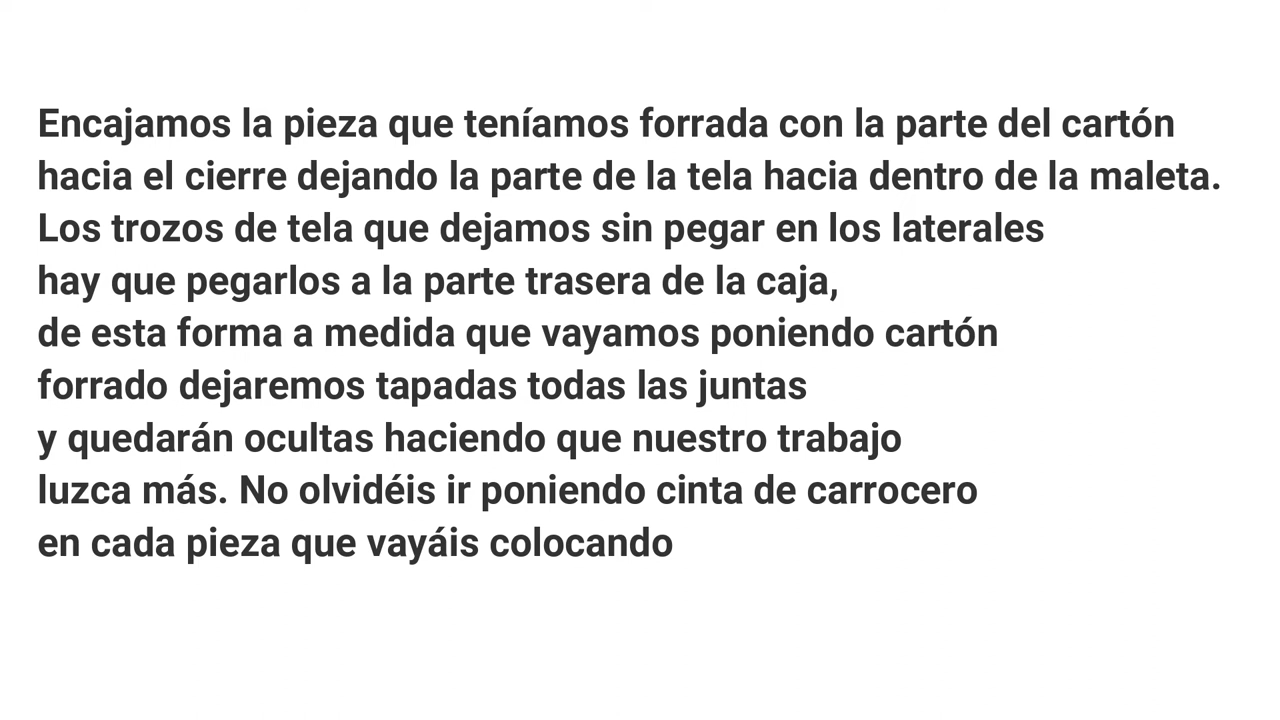 Encajamos la pieza que teníamos forrada con la parte del cartón
hacia el cierre dejando la parte de la tela hacia dentro de la maleta.
Los trozos de tela que dejamos sin pegar en los laterales
hay que pegarlos a la parte trasera de la caja,
de esta forma a medida que vayamos poniendo cartón
forrado dejaremos tapadas todas las juntas
y quedarán ocultas haciendo que nuestro trabajo
luzca más. No olvidéis ir poniendo cinta de carrocero
en cada pieza que vayáis colocando